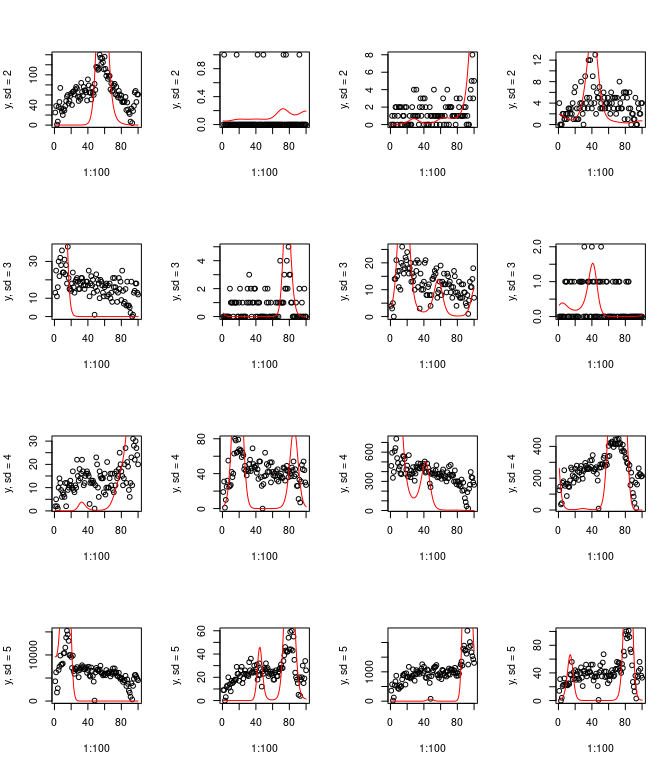 y, sd = 2
0 40 100
0 40 80
1:100
y, sd = 2
0.0 0.4 0.8
0 40 80
1:100
y, sd = 2
0 2 4 6 8
0 40 80
1:100
y, sd = 2
0 4 8 12
0 40 80
1:100
y, sd = 3
0 10 30
0 40 80
1:100
y, sd = 3
0 2 4
0 40 80
1:100
y, sd = 3
0 10 20
0 40 80
1:100
y, sd = 3
0.0 1.0 2.0
0 40 80
1:100
y, sd = 4
0 10 20 30
0 40 80
1:100
y, sd = 4
0 40 80
0 40 80
1:100
y, sd = 4
0 300 600
0 40 80
1:100
y, sd = 4
0 200 400
0 40 80
1:100
y, sd = 5
0 10000
0 40 80
1:100
y, sd = 5
0 20 40 60
0 40 80
1:100
y, sd = 5
0 1000
0 40 80
1:100
y, sd = 5
0 40 80
0 40 80
1:100